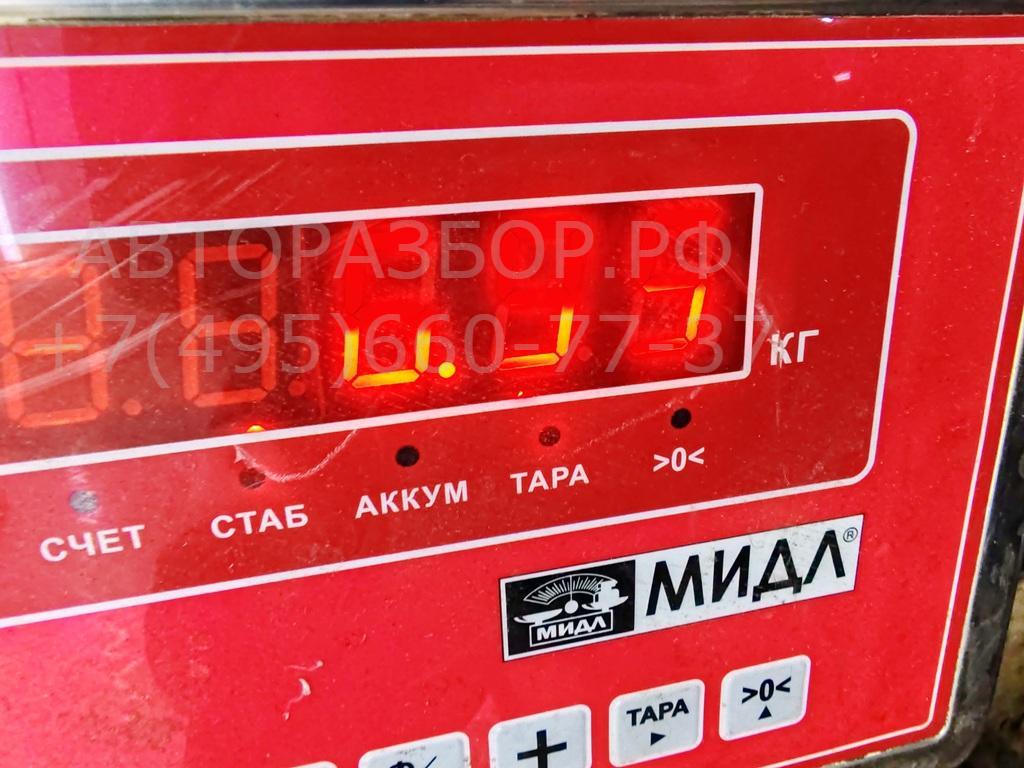 АВТОРАЗБОР.РФ
+7(495)660-77-37
КГ
СЧЕТ СТАБ АККУМ ТАРА >0<
МИДЛ МИДЛ®
+ ТАРА >0<